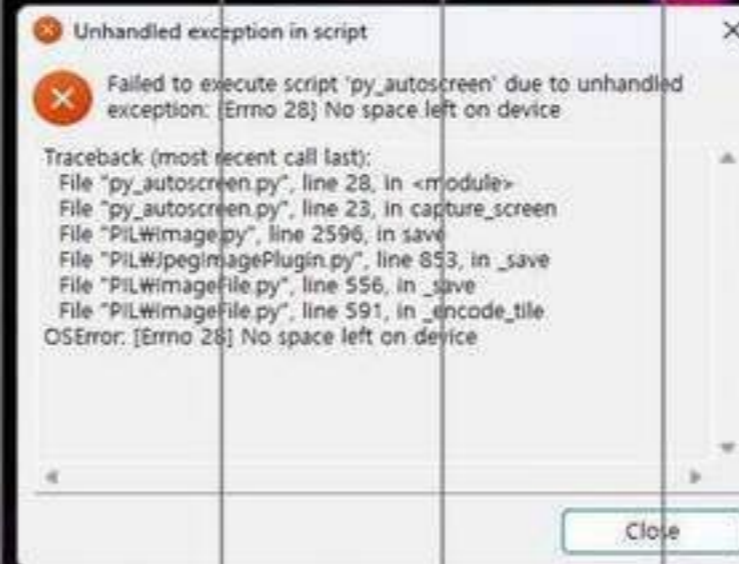 Unhandled exception in script
Failed to execute script 'py_autoscreen' due to unhandled
exception: [Errno 28] No space left on device
Traceback (most recent call last):
File "py_autoscreen.py", line 28, in <module>
File "py_autoscreen.py", line 23, in capture_screen
File "PIL₩Image.py", line 2596, in save
File "PIL₩JpegImagePlugin.py", line 853, in _save
File "PIL₩ImageFile.py", line 556, in _save
File "PIL₩ImageFile.py", line 591, in _encode_tile
OSError: [Errno 28] No space left on device
Close